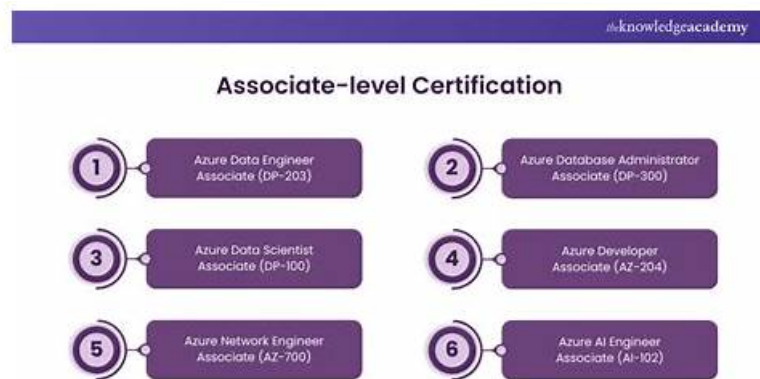 theknowledgeacademy
Associate-level Certification
1
Azure Data Engineer
Associate (DP-203)
2
Azure Database Administrator
Associate (DP-300)
3
Azure Data Scientist
Associate (DP-100)
4
Azure Developer
Associate (AZ-204)
5
Azure Network Engineer
Associate (AZ-700)
6
Azure AI Engineer
Associate (AI-102)